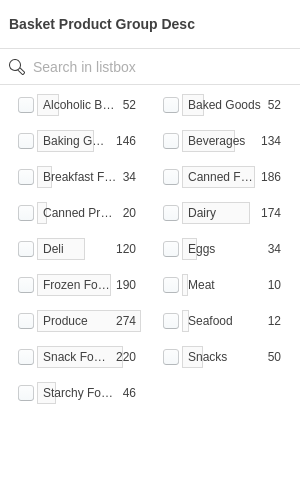 Basket Product Group Desc
Search in listbox
Alcoholic B... 52
Baked Goods 52
Baking G... 146
Beverages 134
Breakfast F... 34
Canned F... 186
Canned Pr... 20
Dairy 174
Deli 120
Eggs 34
Frozen Fo... 190
Meat 10
Produce 274
Seafood 12
Snack Fo... 220
Snacks 50
Starchy Fo... 46